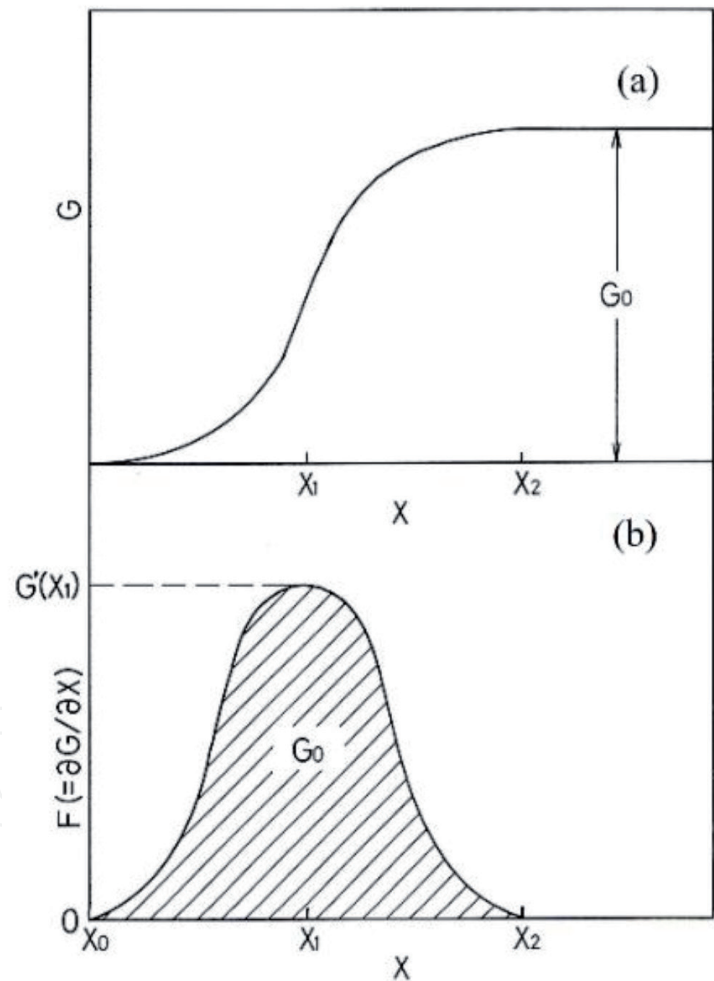 (a)
G
G₀
X₁ X₂
X
(b)
G'(X₁)
F(=∂G/∂X)
G₀
0
X₀ X₁ X₂
X